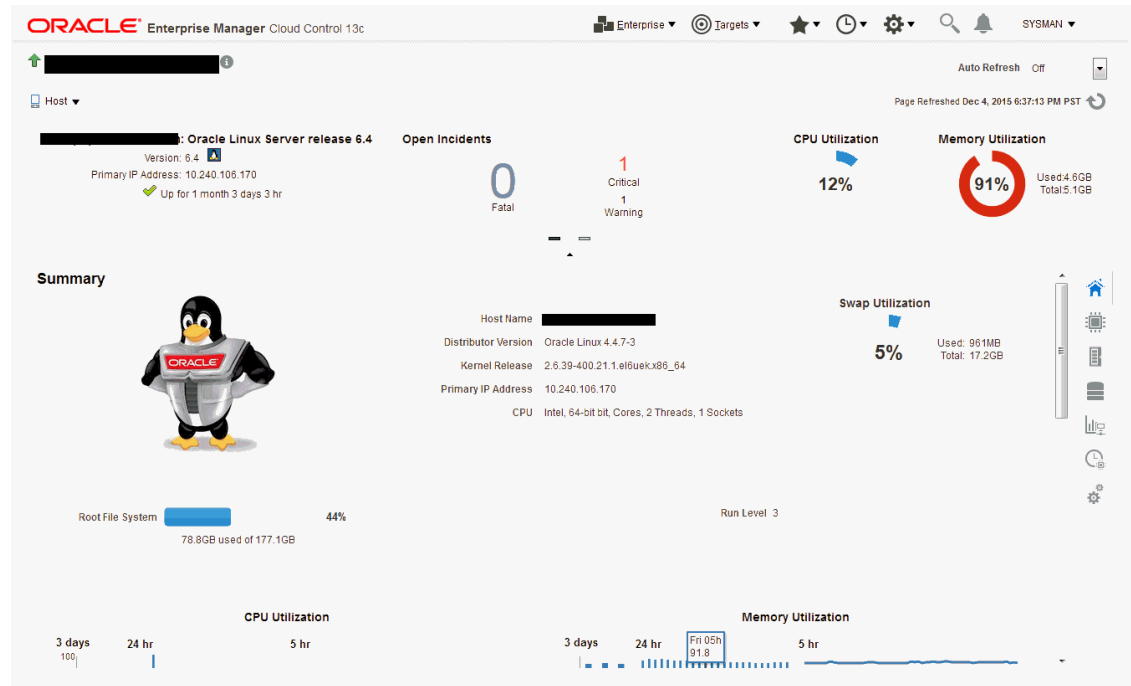 ORACLE Enterprise Manager Cloud Control 13c
Enterprise
Targets
SYSMAN
Auto Refresh Off
Host
Page Refreshed Dec 4, 2015 6:37:13 PM PST
: Oracle Linux Server release 6.4
Version: 6.4
Primary IP Address: 10.240.106.170
Up for 1 month 3 days 3 hr
Open Incidents
0
Fatal
1
Critical
1
Warning
CPU Utilization
12%
Memory Utilization
91%
Used:4.6GB
Total:5.1GB
Summary
ORACLE
Host Name
Distributor Version Oracle Linux 4.4.7-3
Kernel Release 2.6.39-400.21.1.el6uek.x86_64
Primary IP Address 10.240.106.170
CPU Intel, 64-bit bit, Cores, 2 Threads, 1 Sockets
Swap Utilization
5%
Used: 961MB
Total: 17.2GB
Root File System 44%
78.8GB used of 177.1GB
Run Level 3
CPU Utilization
3 days 24 hr 5 hr
100
Memory Utilization
3 days 24 hr 5 hr
Fri 05h
91.8